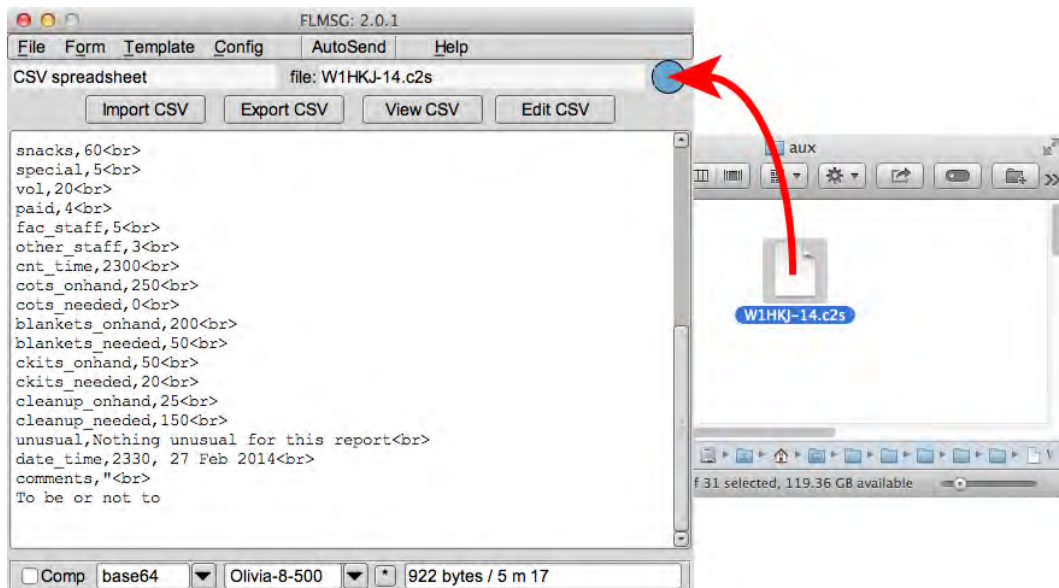 FLMSG: 2.0.1
File Form Template Config AutoSend Help
CSV spreadsheet file: W1HKJ-14.c2s
Import CSV Export CSV View CSV Edit CSV
snacks,60<br>
special,5<br>
vol,20<br>
paid,4<br>
fac_staff,5<br>
other_staff,3<br>
cnt_time,2300<br>
cots_onhand,250<br>
cots_needed,0<br>
blankets_onhand,200<br>
blankets_needed,50<br>
ckits_onhand,50<br>
ckits_needed,20<br>
cleanup_onhand,25<br>
cleanup_needed,150<br>
unusual,Nothing unusual for this report<br>
date_time,2330, 27 Feb 2014<br>
comments,"<br>
To be or not to
Comp base64 Olivia-8-500 * 922 bytes / 5 m 17
aux
W1HKJ-14.c2s
f 31 selected, 119.36 GB available